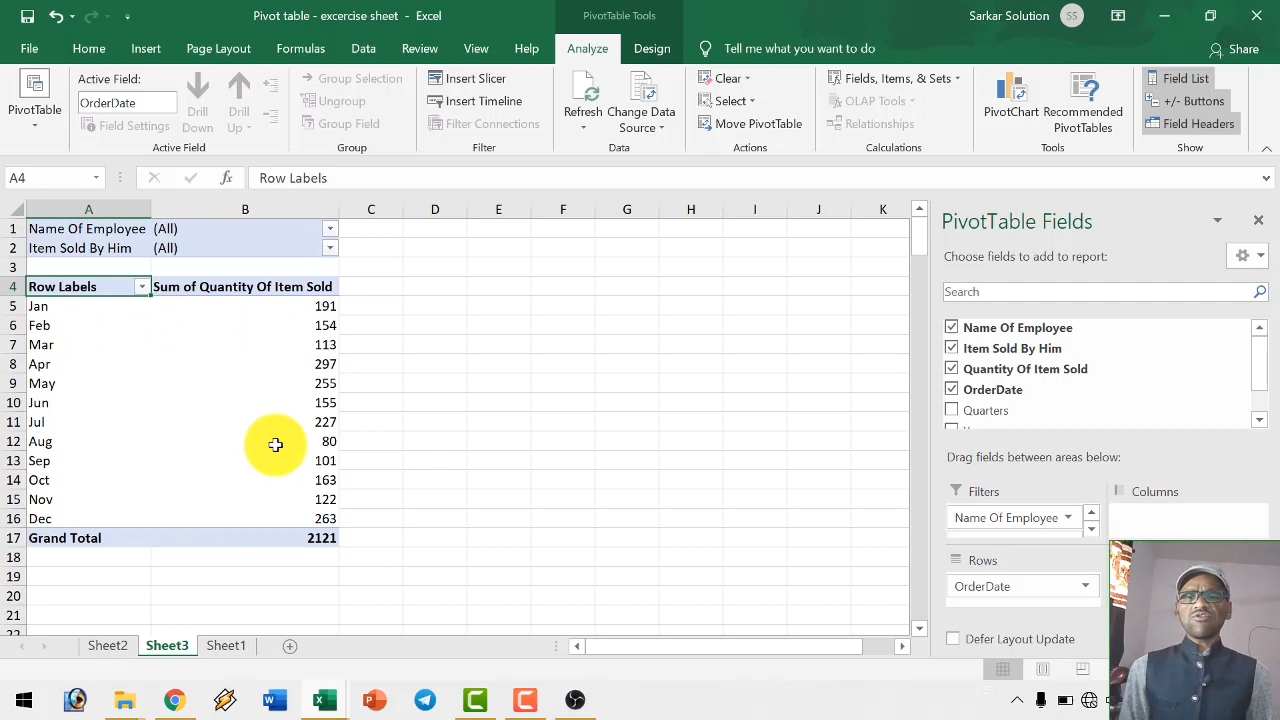 Pivot table - excercise sheet - Excel
PivotTable Tools
Sarkar Solution SS
File Home Insert Page Layout Formulas Data Review View Help Analyze Design Tell me what you want to do Share
PivotTable
Active Field:
OrderDate
Field Settings
Drill Down
Drill Up
Active Field
Group Selection
Ungroup
Group Field
Group
Insert Slicer
Insert Timeline
Filter Connections
Filter
Refresh
Change Data Source
Data
Clear
Select
Move PivotTable
Actions
Fields, Items, & Sets
OLAP Tools
Relationships
Calculations
PivotChart
Recommended PivotTables
Tools
Field List
+/- Buttons
Field Headers
Show
A4 fx Row Labels
A B C D E F G H I J K
1 Name Of Employee (All)
2 Item Sold By Him (All)
3
4 Row Labels Sum of Quantity Of Item Sold
5 Jan 191
6 Feb 154
7 Mar 113
8 Apr 297
9 May 255
10 Jun 155
11 Jul 227
12 Aug 80
13 Sep 101
14 Oct 163
15 Nov 122
16 Dec 263
17 Grand Total 2121
18
19
20
21
Sheet2 Sheet3 Sheet1
PivotTable Fields
Choose fields to add to report:
Search
Name Of Employee
Item Sold By Him
Quantity Of Item Sold
OrderDate
Quarters
Drag fields between areas below:
Filters
Columns
Name Of Employee
Rows
OrderDate
Defer Layout Update